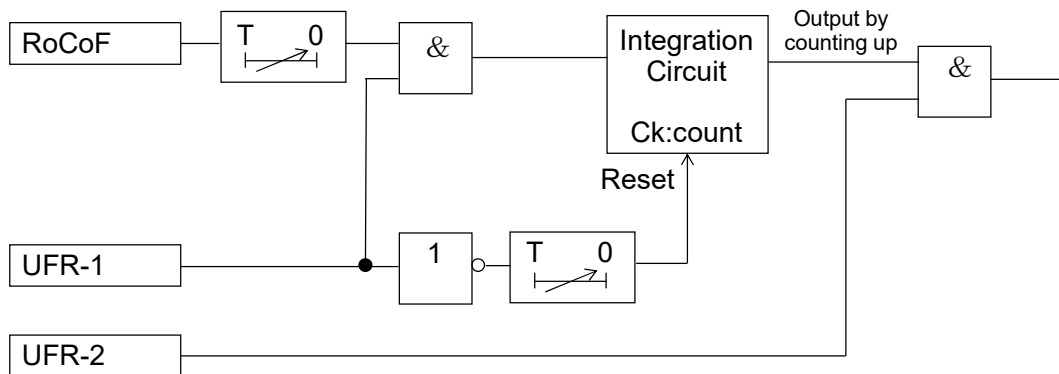 RoCoF
T 0
&
Integration
Circuit
Ck:count
Output by
counting up
&
Reset
UFR-1
1
T 0
UFR-2